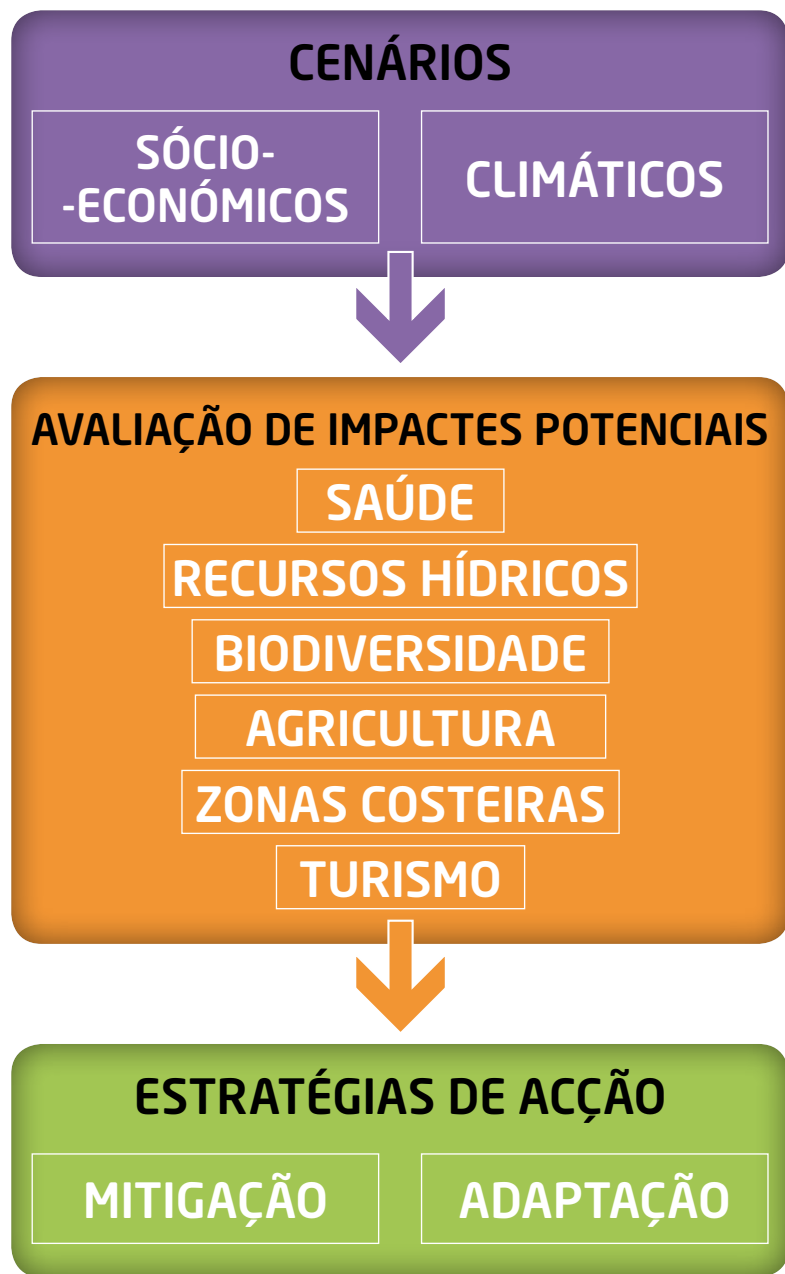 CENÁRIOS
SÓCIO-
-ECONÓMICOS
CLIMÁTICOS
AVALIAÇÃO DE IMPACTES POTENCIAIS
SAÚDE
RECURSOS HÍDRICOS
BIODIVERSIDADE
AGRICULTURA
ZONAS COSTEIRAS
TURISMO
ESTRATÉGIAS DE ACÇÃO
MITIGAÇÃO
ADAPTAÇÃO